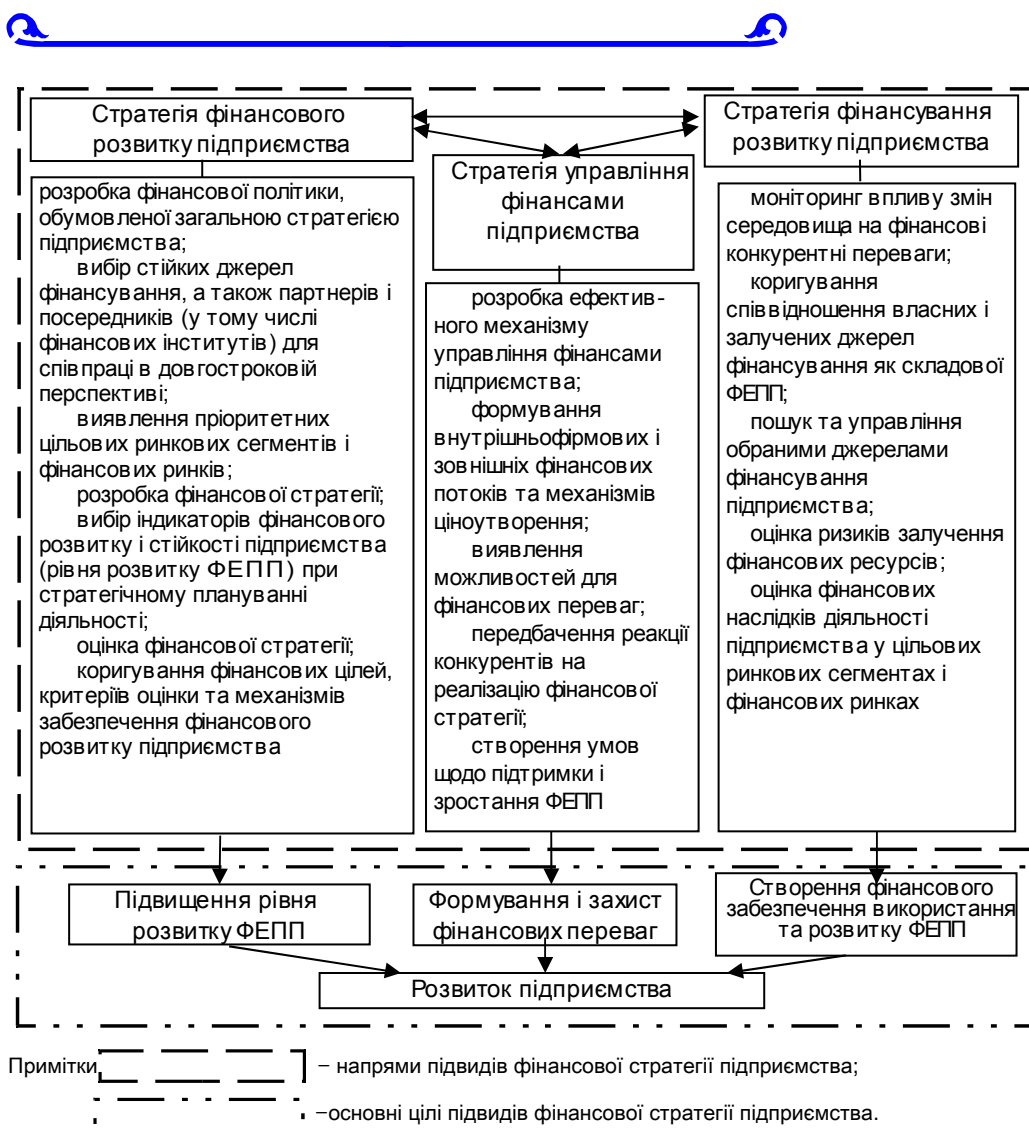 Стратегія фінансового
розвитку підприємства
Стратегія фінансування
розвитку підприємства
Стратегія управління
фінансами
підприємства
розробка фінансової політики,
обумовленої загальною стратегією
підприємства;
вибір стійких джерел
фінансування, а також партнерів і
посередників (у тому числі
фінансових інститутів) для
співпраці в довгостроковій
перспективі;
виявлення пріоритетних
цільових ринкових сегментів і
фінансових ринків;
розробка фінансової стратегії;
вибір індикаторів фінансового
розвитку і стійкості підприємства
(рівня розвитку ФЕПП) при
стратегічному плануванні
діяльності;
оцінка фінансової стратегії;
коригування фінансових цілей,
критеріїв оцінки та механізмів
забезпечення фінансового
розвитку підприємства
розробка ефектив-
ного механізму
управління фінансами
підприємства;
формування
внутрішньофірмових і
зовнішніх фінансових
потоків та механізмів
ціноутворення;
виявлення
можливостей для
фінансових переваг;
передбачення реакції
конкурентів на
реалізацію фінансової
стратегії;
створення умов
щодо підтримки і
зростання ФЕПП
моніторинг впливу змін
середовища на фінансові
конкурентні переваги;
коригування
співвідношення власних і
залучених джерел
фінансування як складової
ФЕПП;
пошук та управління
обраними джерелами
фінансування
підприємства;
оцінка ризиків залучення
фінансових ресурсів;
оцінка фінансових
наслідків діяльності
підприємства у цільових
ринкових сегментах і
фінансових ринках
Підвищення рівня
розвитку ФЕПП
Формування і захист
фінансових переваг
Створення фінансового
забезпечення використання
та розвитку ФЕПП
Розвиток підприємства
Примітки
– напрями підвидів фінансової стратегії підприємства;
–основні цілі підвидів фінансової стратегії підприємства.